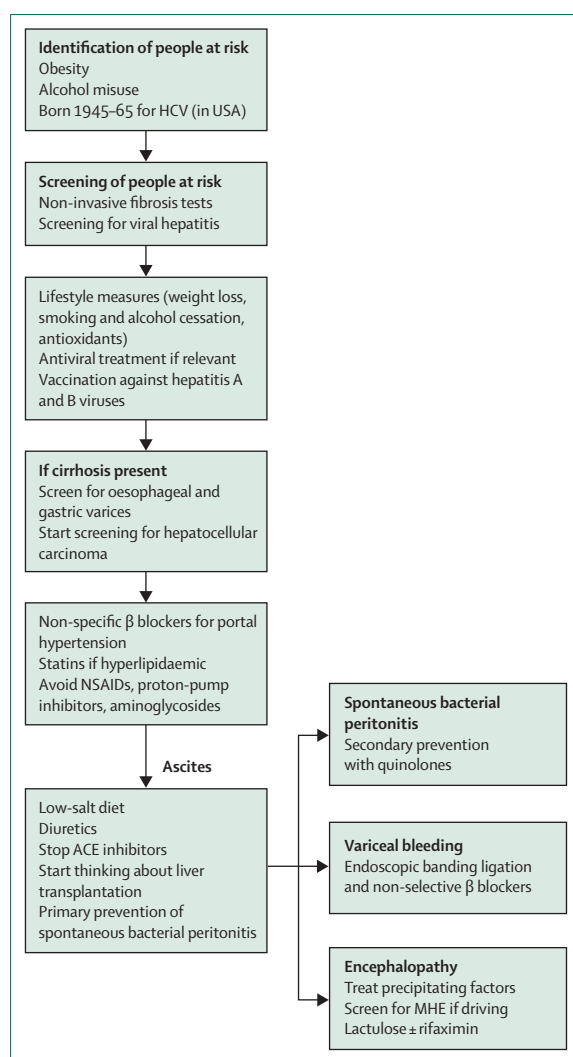 Identification of people at risk
Obesity
Alcohol misuse
Born 1945–65 for HCV (in USA)
Screening of people at risk
Non-invasive fibrosis tests
Screening for viral hepatitis
Lifestyle measures (weight loss,
smoking and alcohol cessation,
antioxidants)
Antiviral treatment if relevant
Vaccination against hepatitis A
and B viruses
If cirrhosis present
Screen for oesophageal and
gastric varices
Start screening for hepatocellular
carcinoma
Non-specific β blockers for portal
hypertension
Statins if hyperlipidaemic
Avoid NSAIDs, proton-pump
inhibitors, aminoglycosides
Ascites
Low-salt diet
Diuretics
Stop ACE inhibitors
Start thinking about liver
transplantation
Primary prevention of
spontaneous bacterial peritonitis
Spontaneous bacterial
peritonitis
Secondary prevention
with quinolones
Variceal bleeding
Endoscopic banding ligation
and non-selective β blockers
Encephalopathy
Treat precipitating factors
Screen for MHE if driving
Lactulose ± rifaximin